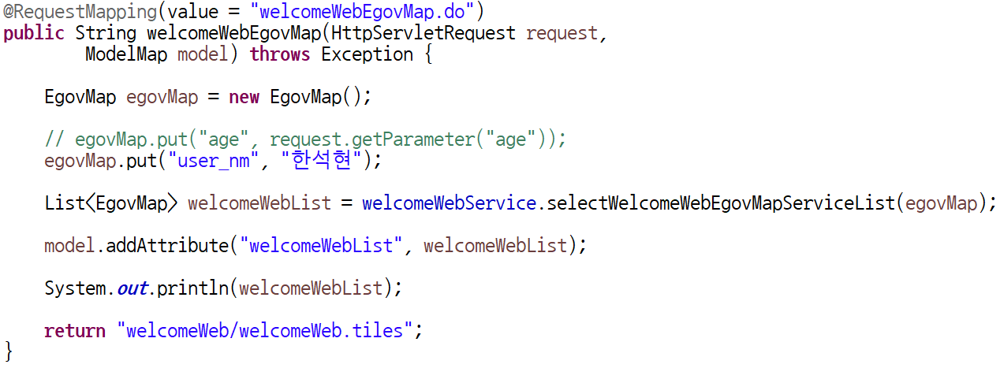 @RequestMapping(value = "welcomeWebEgovMap.do")
public String welcomeWebEgovMap(HttpServletRequest request,
        ModelMap model) throws Exception {
    EgovMap egovMap = new EgovMap();
    // egovMap.put("age", request.getParameter("age"));
    egovMap.put("user_nm", "한석현");
    List<EgovMap> welcomeWebList = welcomeWebService.selectWelcomeWebEgovMapServiceList(egovMap);
    model.addAttribute("welcomeWebList", welcomeWebList);
    System.out.println(welcomeWebList);
    return "welcomeWeb/welcomeWeb.tiles";
}